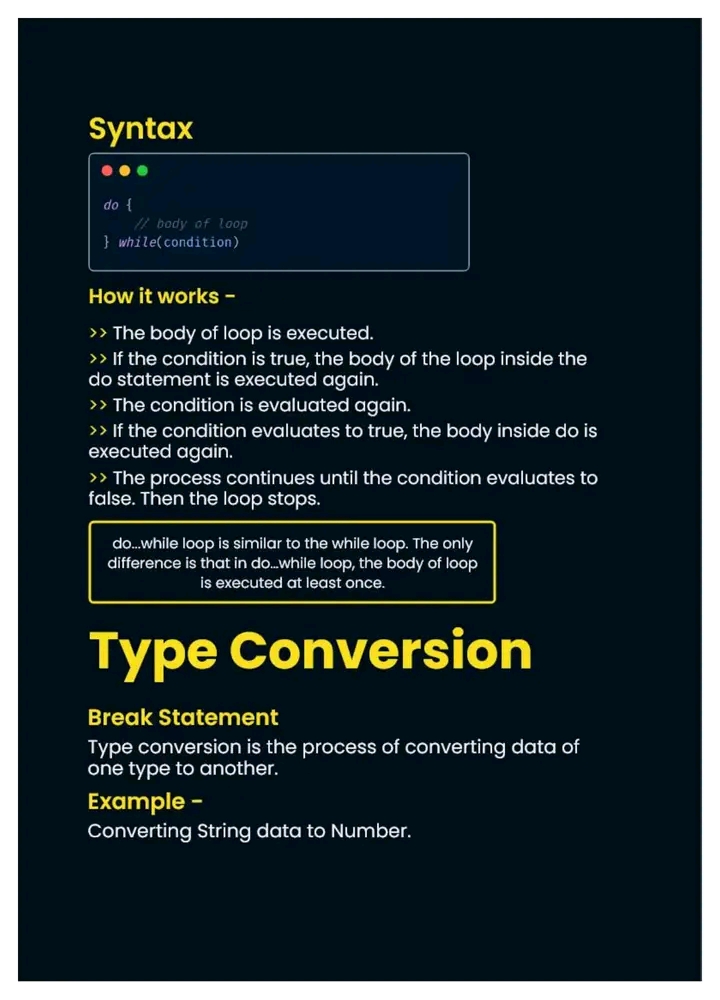 Syntax
do {
// body of loop
} while(condition)
How it works -
>> The body of loop is executed.
>> If the condition is true, the body of the loop inside the
do statement is executed again.
>> The condition is evaluated again.
>> If the condition evaluates to true, the body inside do is
executed again.
>> The process continues until the condition evaluates to
false. Then the loop stops.
do...while loop is similar to the while loop. The only
difference is that in do...while loop, the body of loop
is executed at least once.
Type Conversion
Break Statement
Type conversion is the process of converting data of
one type to another.
Example -
Converting String data to Number.